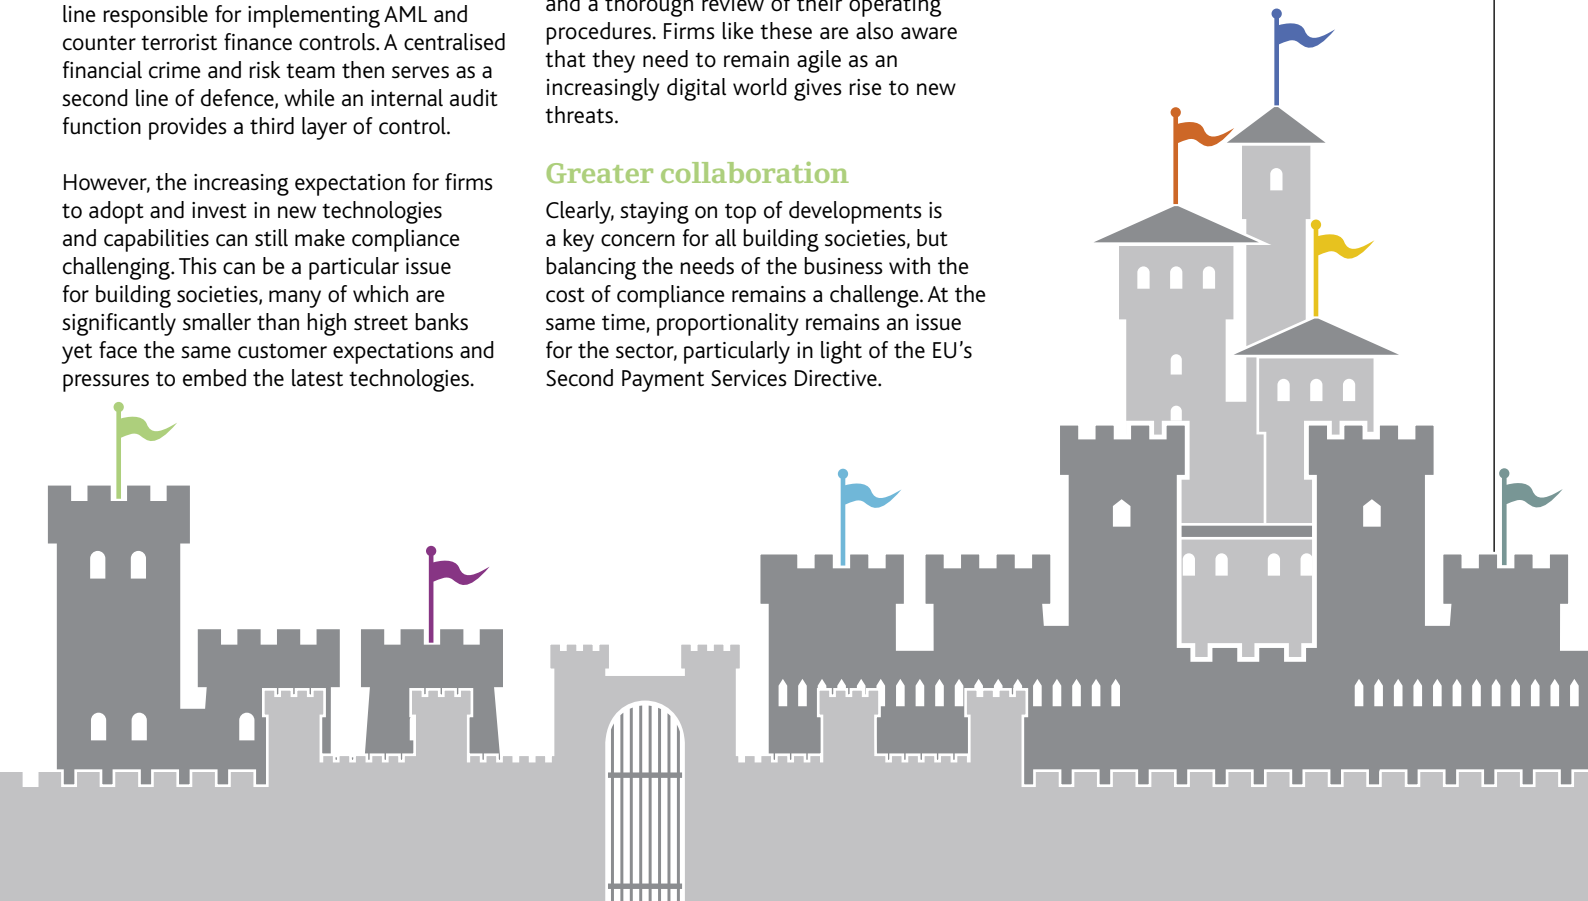 line responsible for implementing AML and
counter terrorist finance controls. A centralised
financial crime and risk team then serves as a
second line of defence, while an internal audit
function provides a third layer of control.
However, the increasing expectation for firms
to adopt and invest in new technologies
and capabilities can still make compliance
challenging. This can be a particular issue
for building societies, many of which are
significantly smaller than high street banks
yet face the same customer expectations and
pressures to embed the latest technologies.
and a thorough review of their operating
procedures. Firms like these are also aware
that they need to remain agile as an
increasingly digital world gives rise to new
threats.
Greater collaboration
Clearly, staying on top of developments is
a key concern for all building societies, but
balancing the needs of the business with the
cost of compliance remains a challenge. At the
same time, proportionality remains an issue
for the sector, particularly in light of the EU’s
Second Payment Services Directive.